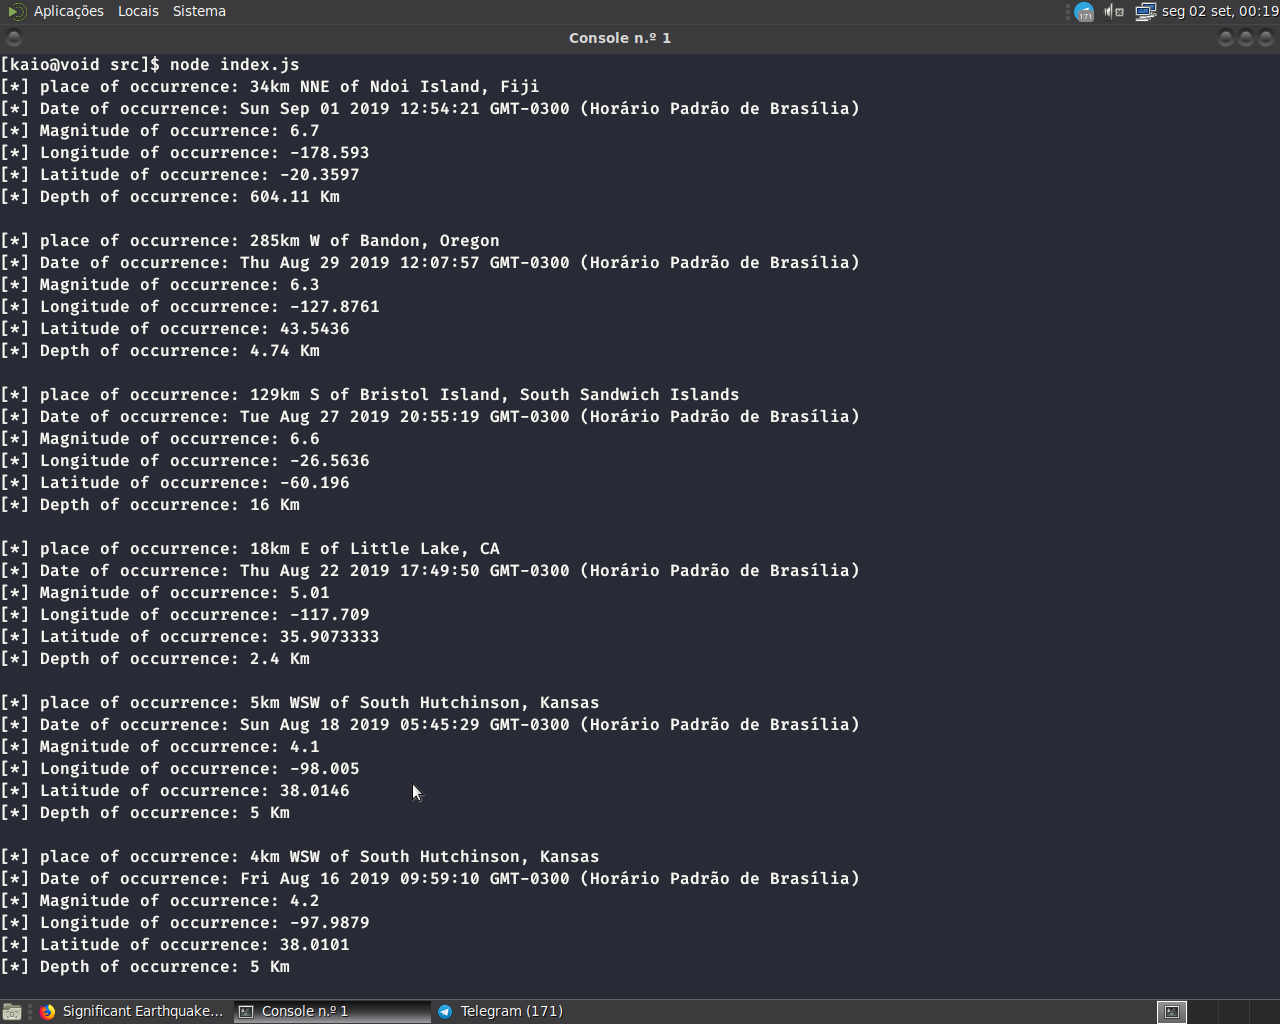 Aplicações Locais Sistema 171 seg 02 set, 00:19
Console n.º 1
[kaio@void src]$ node index.js
[*] place of occurrence: 34km NNE of Ndoi Island, Fiji
[*] Date of occurrence: Sun Sep 01 2019 12:54:21 GMT-0300 (Horário Padrão de Brasília)
[*] Magnitude of occurrence: 6.7
[*] Longitude of occurrence: -178.593
[*] Latitude of occurrence: -20.3597
[*] Depth of occurrence: 604.11 Km

[*] place of occurrence: 285km W of Bandon, Oregon
[*] Date of occurrence: Thu Aug 29 2019 12:07:57 GMT-0300 (Horário Padrão de Brasília)
[*] Magnitude of occurrence: 6.3
[*] Longitude of occurrence: -127.8761
[*] Latitude of occurrence: 43.5436
[*] Depth of occurrence: 4.74 Km

[*] place of occurrence: 129km S of Bristol Island, South Sandwich Islands
[*] Date of occurrence: Tue Aug 27 2019 20:55:19 GMT-0300 (Horário Padrão de Brasília)
[*] Magnitude of occurrence: 6.6
[*] Longitude of occurrence: -26.5636
[*] Latitude of occurrence: -60.196
[*] Depth of occurrence: 16 Km

[*] place of occurrence: 18km E of Little Lake, CA
[*] Date of occurrence: Thu Aug 22 2019 17:49:50 GMT-0300 (Horário Padrão de Brasília)
[*] Magnitude of occurrence: 5.01
[*] Longitude of occurrence: -117.709
[*] Latitude of occurrence: 35.9073333
[*] Depth of occurrence: 2.4 Km

[*] place of occurrence: 5km WSW of South Hutchinson, Kansas
[*] Date of occurrence: Sun Aug 18 2019 05:45:29 GMT-0300 (Horário Padrão de Brasília)
[*] Magnitude of occurrence: 4.1
[*] Longitude of occurrence: -98.005
[*] Latitude of occurrence: 38.0146
[*] Depth of occurrence: 5 Km

[*] place of occurrence: 4km WSW of South Hutchinson, Kansas
[*] Date of occurrence: Fri Aug 16 2019 09:59:10 GMT-0300 (Horário Padrão de Brasília)
[*] Magnitude of occurrence: 4.2
[*] Longitude of occurrence: -97.9879
[*] Latitude of occurrence: 38.0101
[*] Depth of occurrence: 5 Km

Significant Earthquake... Console n.º 1 Telegram (171)